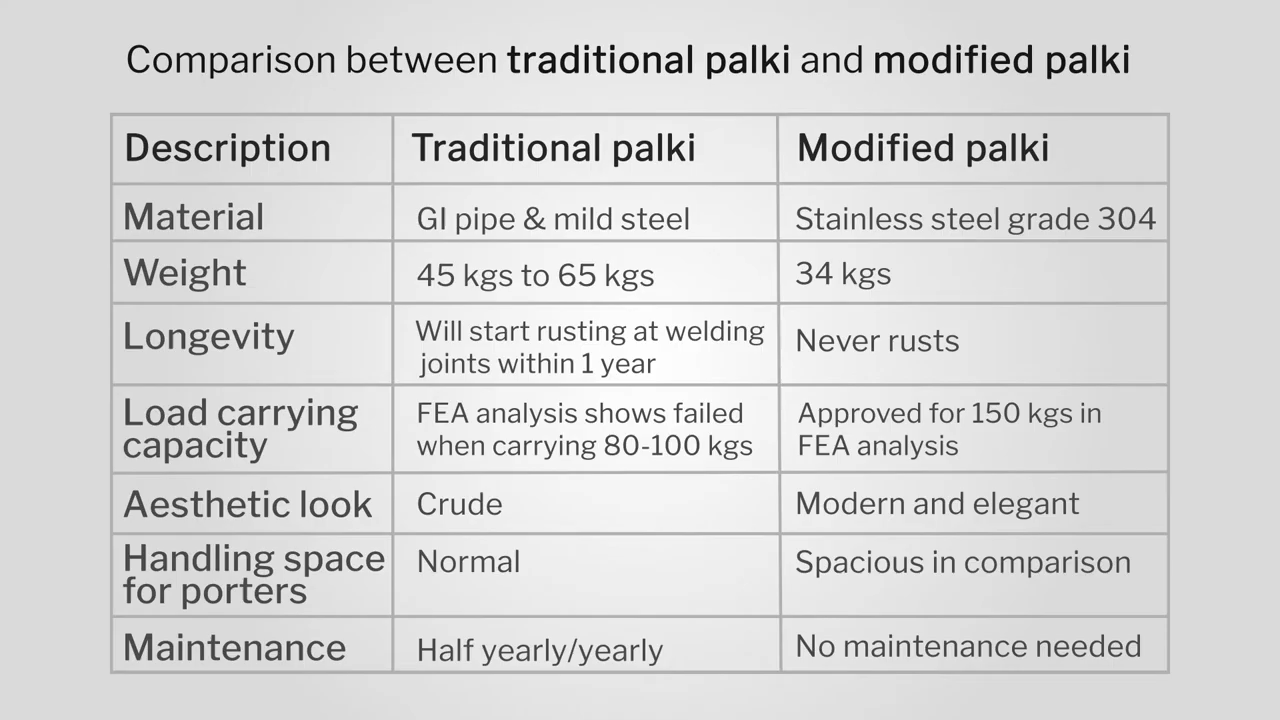 Comparison between traditional palki and modified palki
Description
Traditional palki
Modified palki
Material
GI pipe & mild steel
Stainless steel grade 304
Weight
45 kgs to 65 kgs
34 kgs
Longevity
Will start rusting at welding
joints within 1 year
Never rusts
Load carrying
capacity
FEA analysis shows failed
when carrying 80-100 kgs
Approved for 150 kgs in
FEA analysis
Aesthetic look
Crude
Modern and elegant
Handling space
for porters
Normal
Spacious in comparison
Maintenance
Half yearly/yearly
No maintenance needed